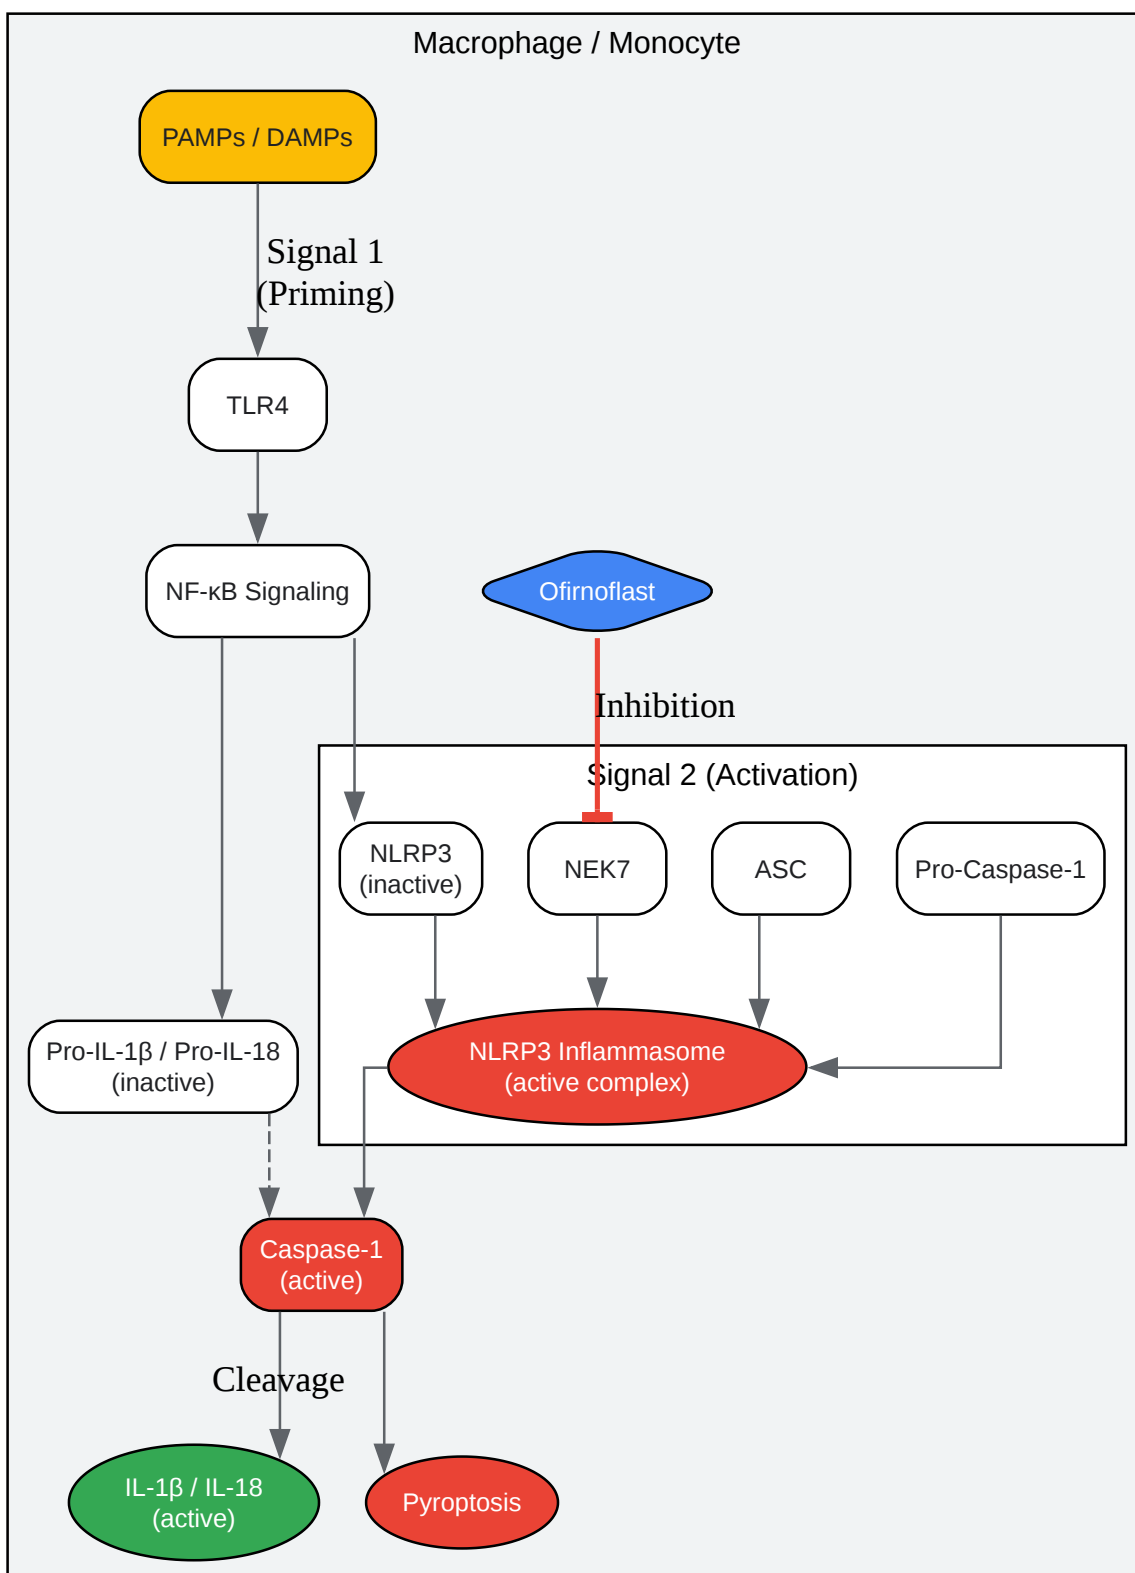 Macrophage / Monocyte
PAMPs / DAMPs
Signal 1
(Priming)
TLR4
NF-κB Signaling
Ofirnoflast
Inhibition
Signal 2 (Activation)
NLRP3
(inactive)
NEK7
ASC
Pro-Caspase-1
Pro-IL-1β / Pro-IL-18
(inactive)
NLRP3 Inflammasome
(active complex)
Caspase-1
(active)
Cleavage
IL-1β / IL-18
(active)
Pyroptosis